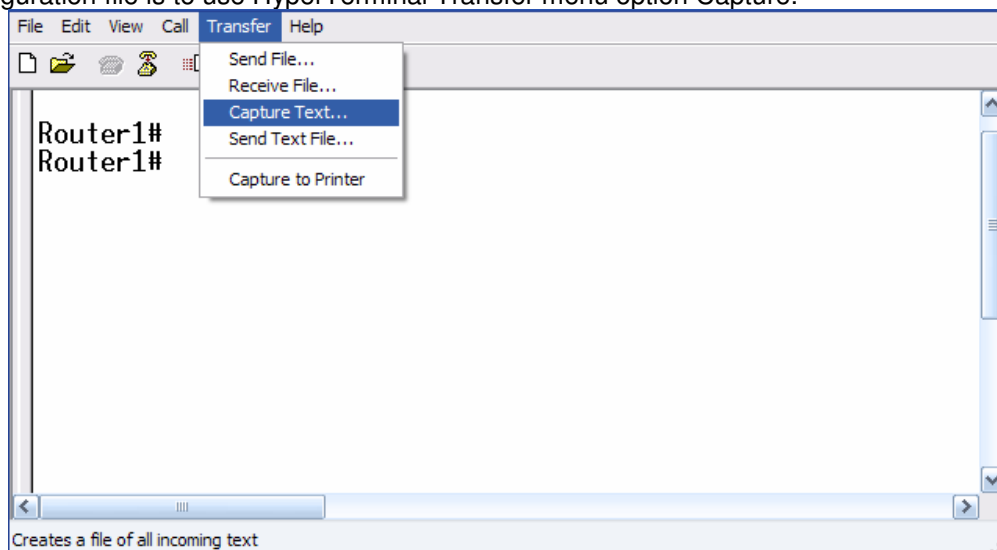 guration file is to use HyperTerminal Transfer menu option Capture.
File Edit View Call Transfer Help
Send File...
Receive File...
Capture Text...
Send Text File...
Capture to Printer
Router1#
Router1#
Creates a file of all incoming text